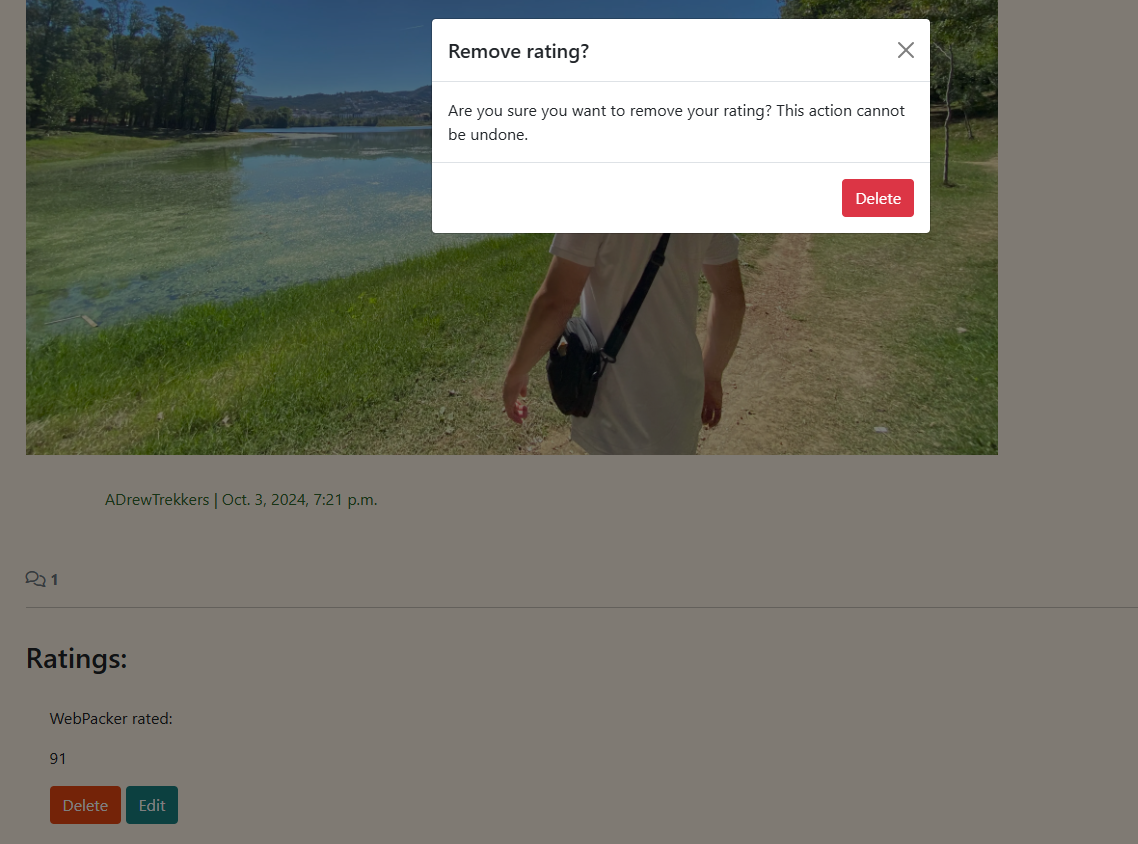 Remove rating?
Are you sure you want to remove your rating? This action cannot
be undone.
Delete
ADrewTrekkers | Oct. 3, 2024, 7:21 p.m.
1
Ratings:
WebPacker rated:
91
Delete Edit